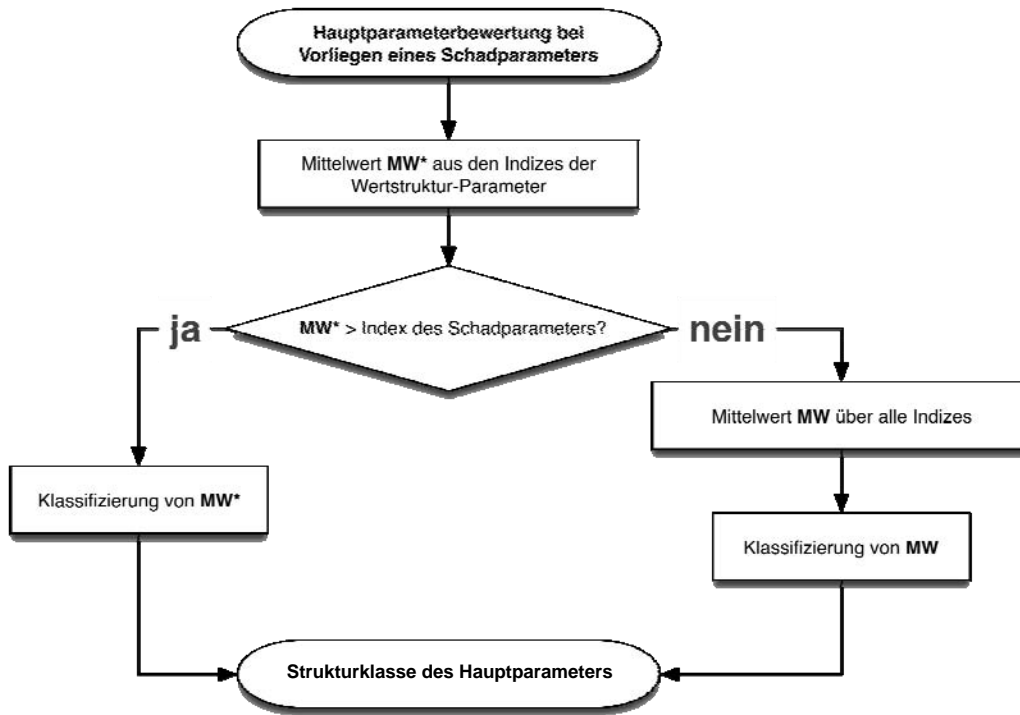 Hauptparameterbewertung bei
Vorliegen eines Schadparameters
Mittelwert MW* aus den Indizes der
Wertstruktur-Parameter
MW* > Index des Schadparameters?
ja
nein
Mittelwert MW über alle Indizes
Klassifizierung von MW*
Klassifizierung von MW
Strukturklasse des Hauptparameters